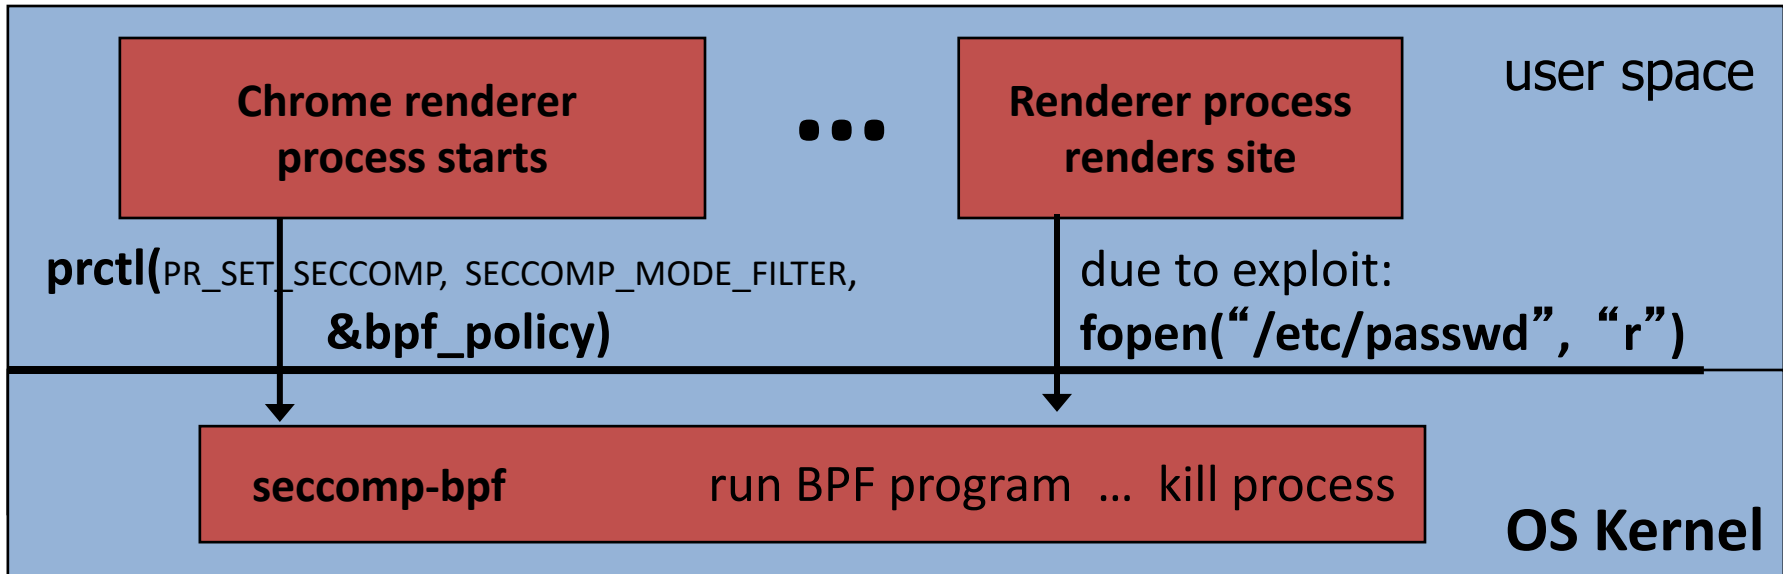 Chrome renderer
process starts
...
Renderer process
renders site
user space
prctl(PR_SET_SECCOMP, SECCOMP_MODE_FILTER,
&bpf_policy)
due to exploit:
fopen(“/etc/passwd”, “r”)
seccomp-bpf run BPF program ... kill process
OS Kernel